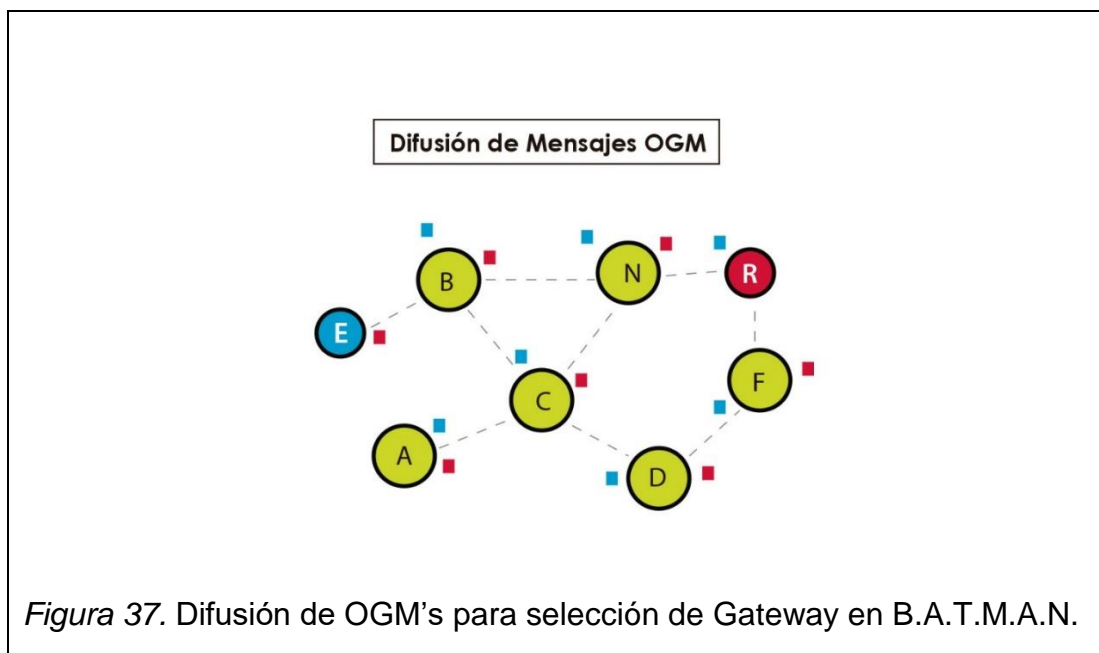 Difusión de Mensajes OGM
B
N
R
E
C
F
A
D
Figura 37. Difusión de OGM’s para selección de Gateway en B.A.T.M.A.N.